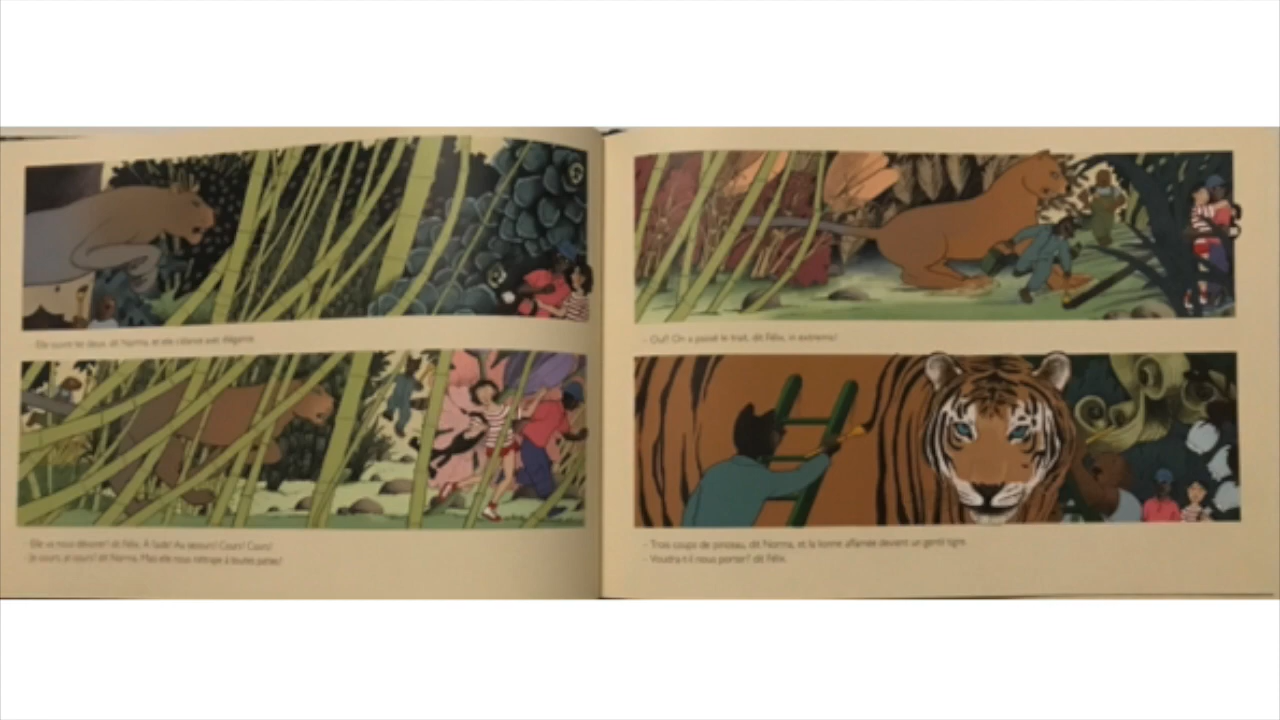 - Elle ouvre les deux, dit Norma, et elle s'élance avec élégance.
- Elle va nous dévorer! dit Félix. À l'aide! Au secours! Cours! Cours!
- Je cours, je cours! dit Norma. Mais elle nous rattrape à toutes pattes!
- Ouf! On a passé le trait, dit Félix, in extremis!
- Trois coups de pinceau, dit Norma, et la lionne affamée devient un gentil tigre.
- Voudra-t-il nous porter? dit Félix.